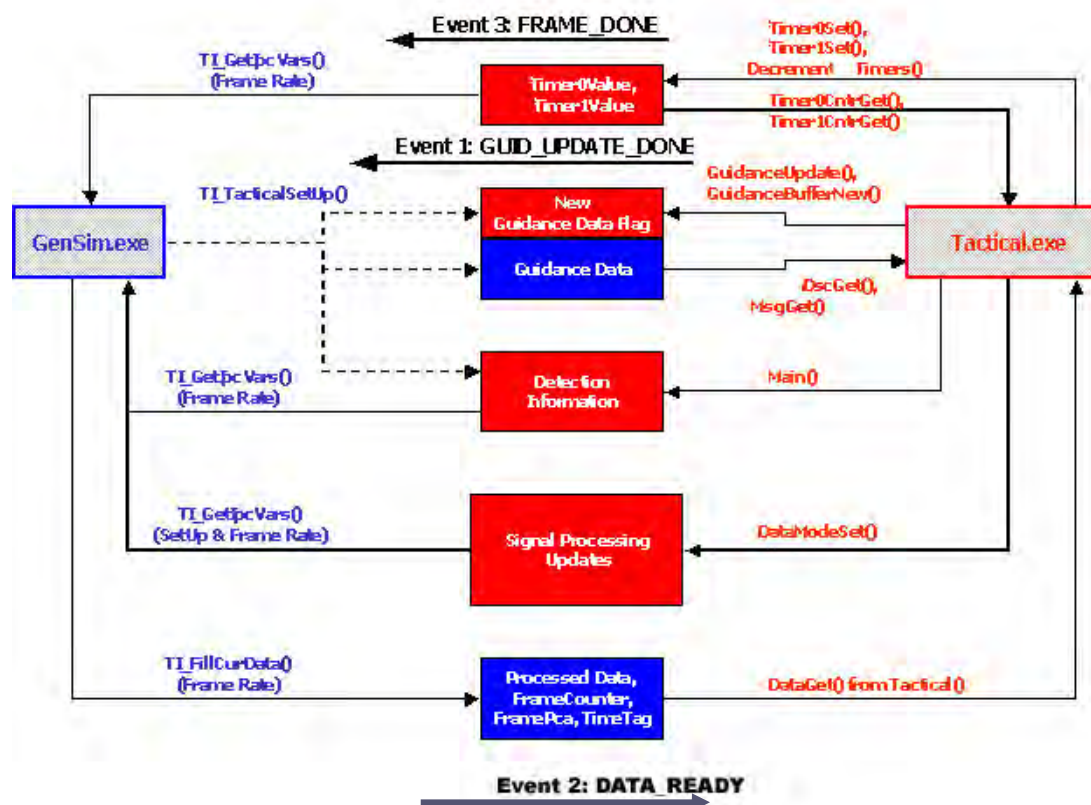 Event 3: FRAME_DONE
Timer0Set(),
Timer1Set(),
Decrement Timers()
TI_GetIpcVars()
(Frame Rate)
Timer0Value,
Timer1Value
Timer0CntrGet(),
Timer1CntrGet()
Event 1: GUID_UPDATE_DONE
GuidanceUpdate(),
GuidanceBufferNew()
TI_TacticalSetUp()
New
Guidance Data Flag
GenSim.exe
Tactical.exe
Guidance Data
DscGet(),
MsgGet()
TI_GetIpcVars()
(Frame Rate)
Detection
Information
Main()
TI_GetIpcVars()
(SetUp & Frame Rate)
Signal Processing
Updates
DataModeSet()
TI_FillCurData()
(Frame Rate)
Processed Data,
FrameCounter,
FramePca, TimeTag
DataGet() from Tactical()
Event 2: DATA_READY